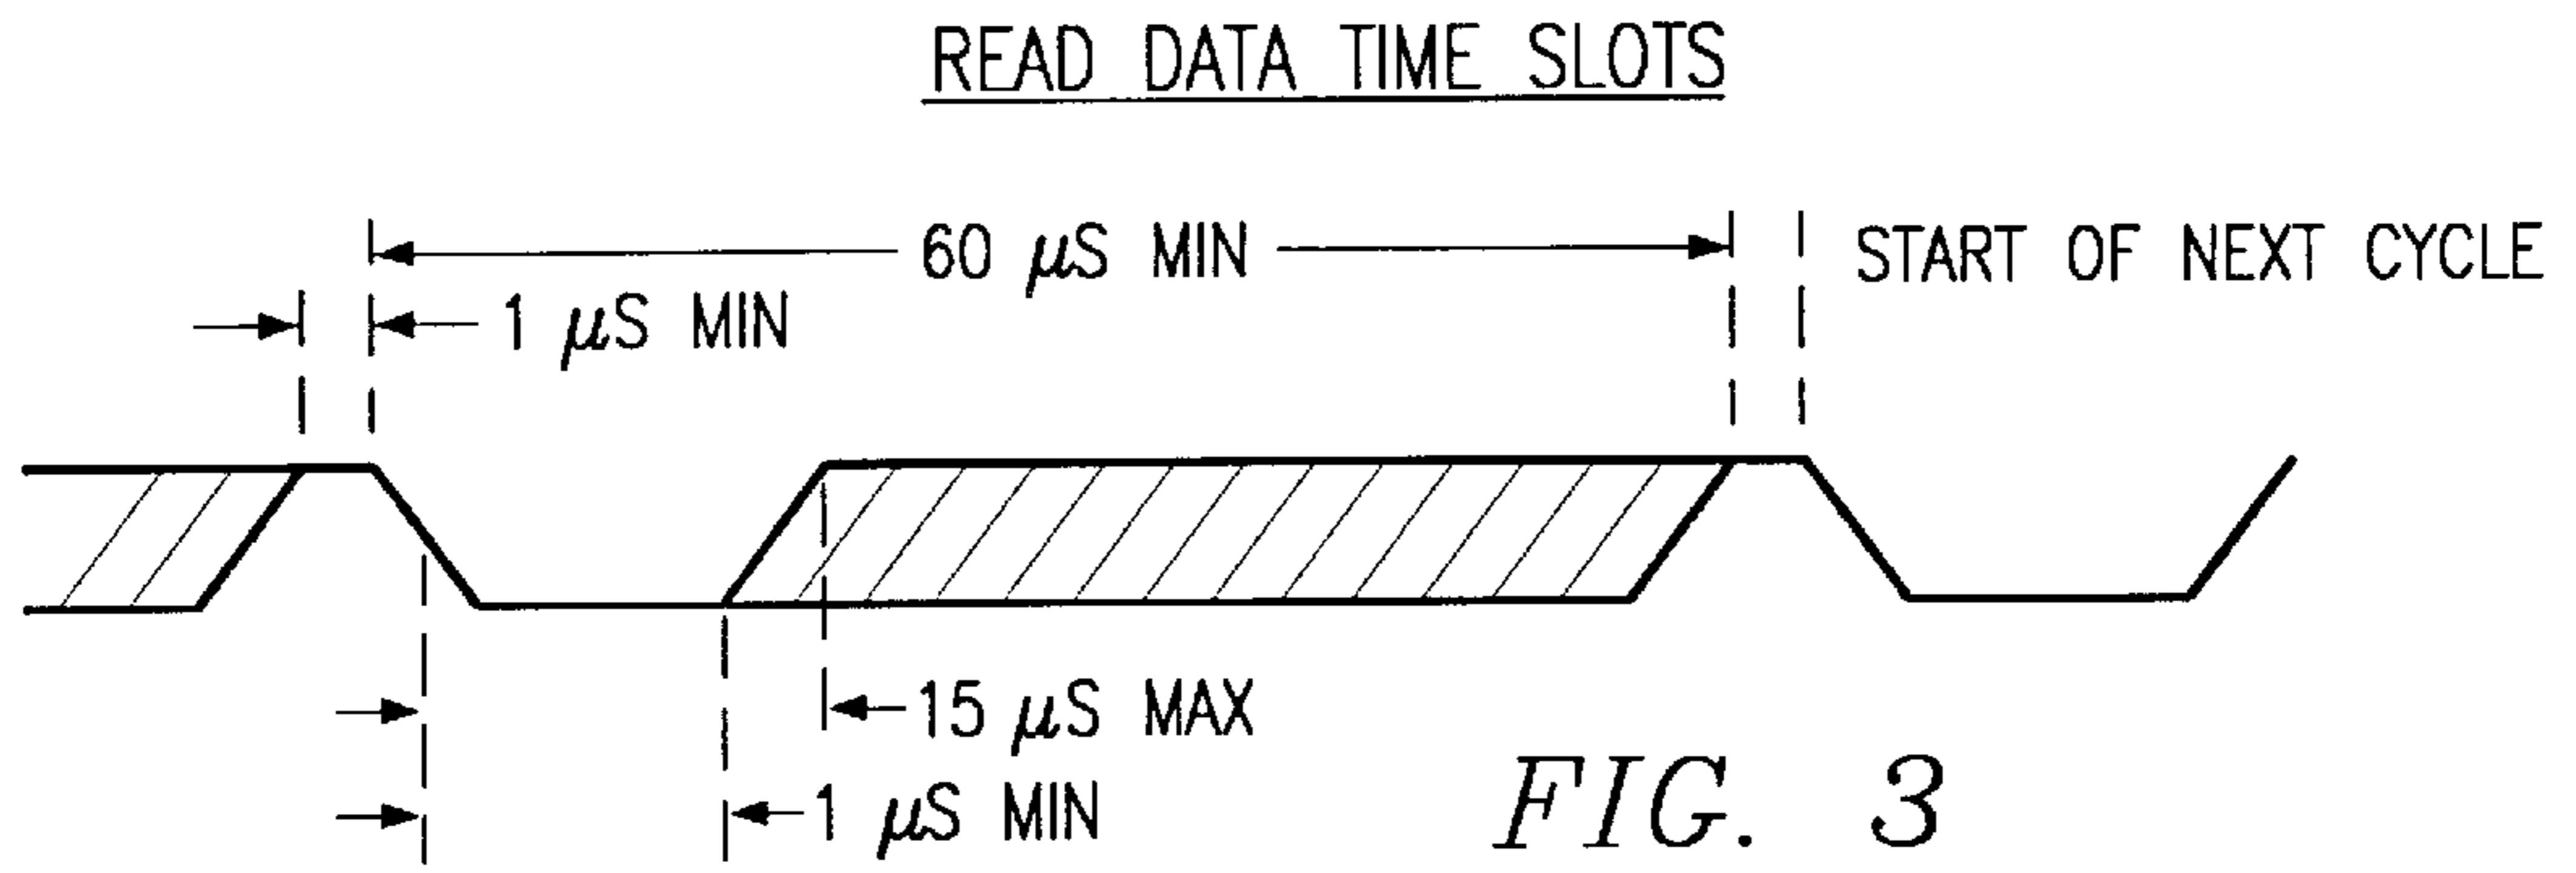 READ DATA TIME SLOTS
60 μS MIN
START OF NEXT CYCLE
1 μS MIN
15 μS MAX
1 μS MIN
FIG. 3